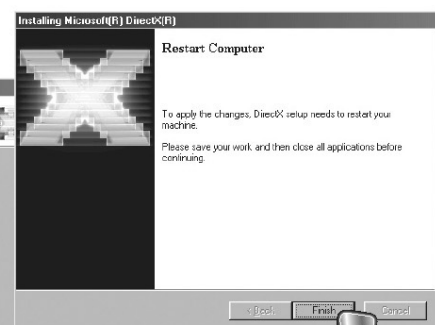 Installing Microsoft(R) DirectX(R)
Restart Computer
To apply the changes, DirectX setup needs to restart your
machine.
Please save your work and then close all applications before
continuing.
< Back Finish Cancel